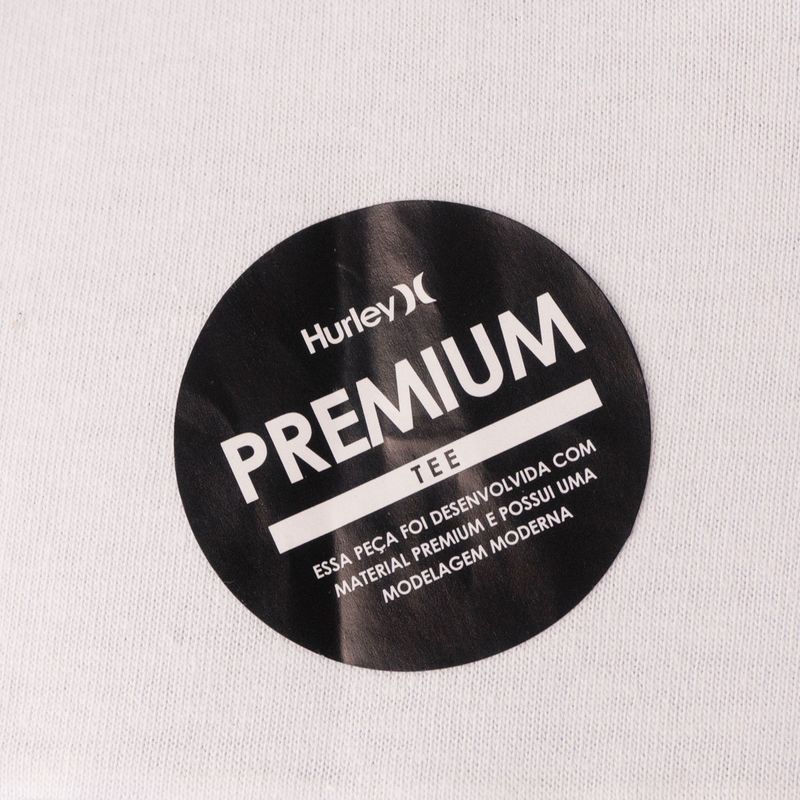 Hurley
PREMIUM
TEE
ESSA PEÇA FOI DESENVOLVIDA COM
MATERIAL PREMIUM E POSSUI UMA
MODELAGEM MODERNA